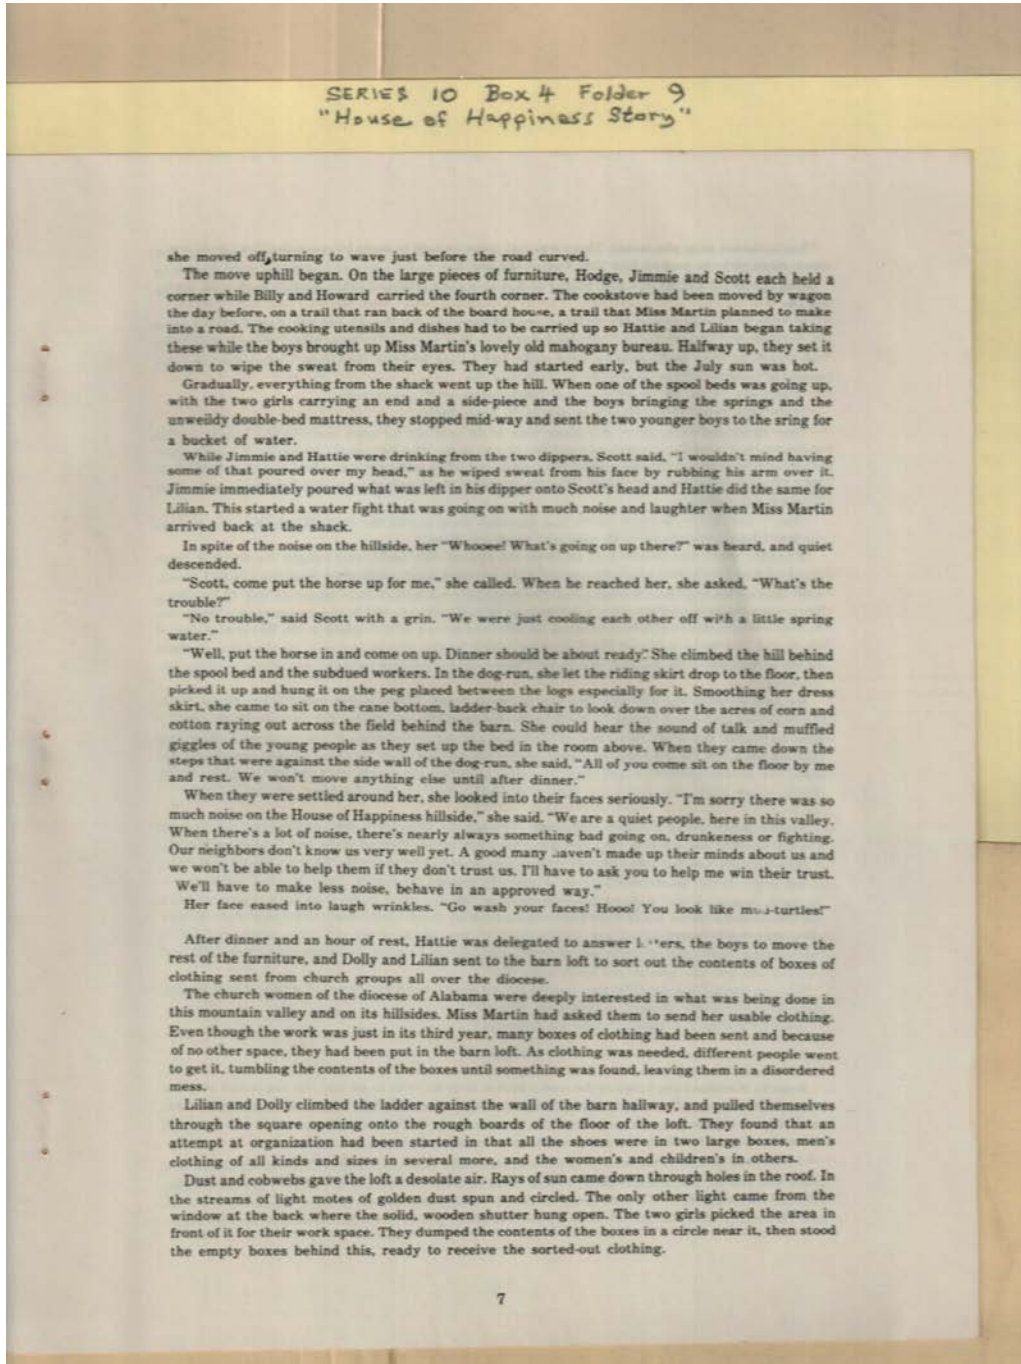 SERIES 10 Box 4 Folder 9
"House of Happiness Story"
she moved off, turning to wave just before the road curved.
The move uphill began. On the large pieces of furniture, Hodge, Jimmie and Scott each held a
corner while Billy and Howard carried the fourth corner. The cookstove had been moved by wagon
the day before, on a trail that ran back of the board house, a trail that Miss Martin planned to make
into a road. The cooking utensils and dishes had to be carried up so Hattie and Lilian began taking
these while the boys brought up Miss Martin's lovely old mahogany bureau. Halfway up, they set it
down to wipe the sweat from their eyes. They had started early, but the July sun was hot.
Gradually, everything from the shack went up the hill. When one of the spool beds was going up,
with the two girls carrying an end and a side-piece and the boys bringing the springs and the
unweildy double-bed mattress, they stopped mid-way and sent the two younger boys to the sring for
a bucket of water.
While Jimmie and Hattie were drinking from the two dippers, Scott said, "I wouldn't mind having
some of that poured over my head," as he wiped sweat from his face by rubbing his arm over it.
Jimmie immediately poured what was left in his dipper onto Scott's head and Hattie did the same for
Lilian. This started a water fight that was going on with much noise and laughter when Miss Martin
arrived back at the shack.
In spite of the noise on the hillside, her "Whooee! What's going on up there?" was heard, and quiet
descended.
"Scott, come put the horse up for me," she called. When he reached her, she asked, "What's the
trouble?"
"No trouble," said Scott with a grin. "We were just cooling each other off with a little spring
water."
"Well, put the horse in and come on up. Dinner should be about ready." She climbed the hill behind
the spool bed and the subdued workers. In the dog-run, she let the riding skirt drop to the floor, then
picked it up and hung it on the peg placed between the logs especially for it. Smoothing her dress
skirt, she came to sit on the cane bottom, ladder-back chair to look down over the acres of corn and
cotton raying out across the field behind the barn. She could hear the sound of talk and muffled
giggles of the young people as they set up the bed in the room above. When they came down the
steps that were against the side wall of the dog-run, she said, "All of you come sit on the floor by me
and rest. We won't move anything else until after dinner."
When they were settled around her, she looked into their faces seriously. "I'm sorry there was so
much noise on the House of Happiness hillside," she said. "We are a quiet people, here in this valley.
When there's a lot of noise, there's nearly always something bad going on, drunkeness or fighting.
Our neighbors don't know us very well yet. A good many haven't made up their minds about us and
we won't be able to help them if they don't trust us. I'll have to ask you to help me win their trust.
We'll have to make less noise, behave in an approved way."
Her face eased into laugh wrinkles. "Go wash your faces! Hooo! You look like mud-turtles!"
After dinner and an hour of rest, Hattie was delegated to answer letters, the boys to move the
rest of the furniture, and Dolly and Lilian sent to the barn loft to sort out the contents of boxes of
clothing sent from church groups all over the diocese.
The church women of the diocese of Alabama were deeply interested in what was being done in
this mountain valley and on its hillsides. Miss Martin had asked them to send her usable clothing.
Even though the work was just in its third year, many boxes of clothing had been sent and because
of no other space, they had been put in the barn loft. As clothing was needed, different people went
to get it, tumbling the contents of the boxes until something was found, leaving them in a disordered
mess.
Lilian and Dolly climbed the ladder against the wall of the barn hallway, and pulled themselves
through the square opening onto the rough boards of the floor of the loft. They found that an
attempt at organization had been started in that all the shoes were in two large boxes, men's
clothing of all kinds and sizes in several more, and the women's and children's in others.
Dust and cobwebs gave the loft a desolate air. Rays of sun came down through holes in the roof. In
the streams of light motes of golden dust spun and circled. The only other light came from the
window at the back where the solid, wooden shutter hung open. The two girls picked the area in
front of it for their work space. They dumped the contents of the boxes in a circle near it, then stood
the empty boxes behind this, ready to receive the sorted-out clothing.
7